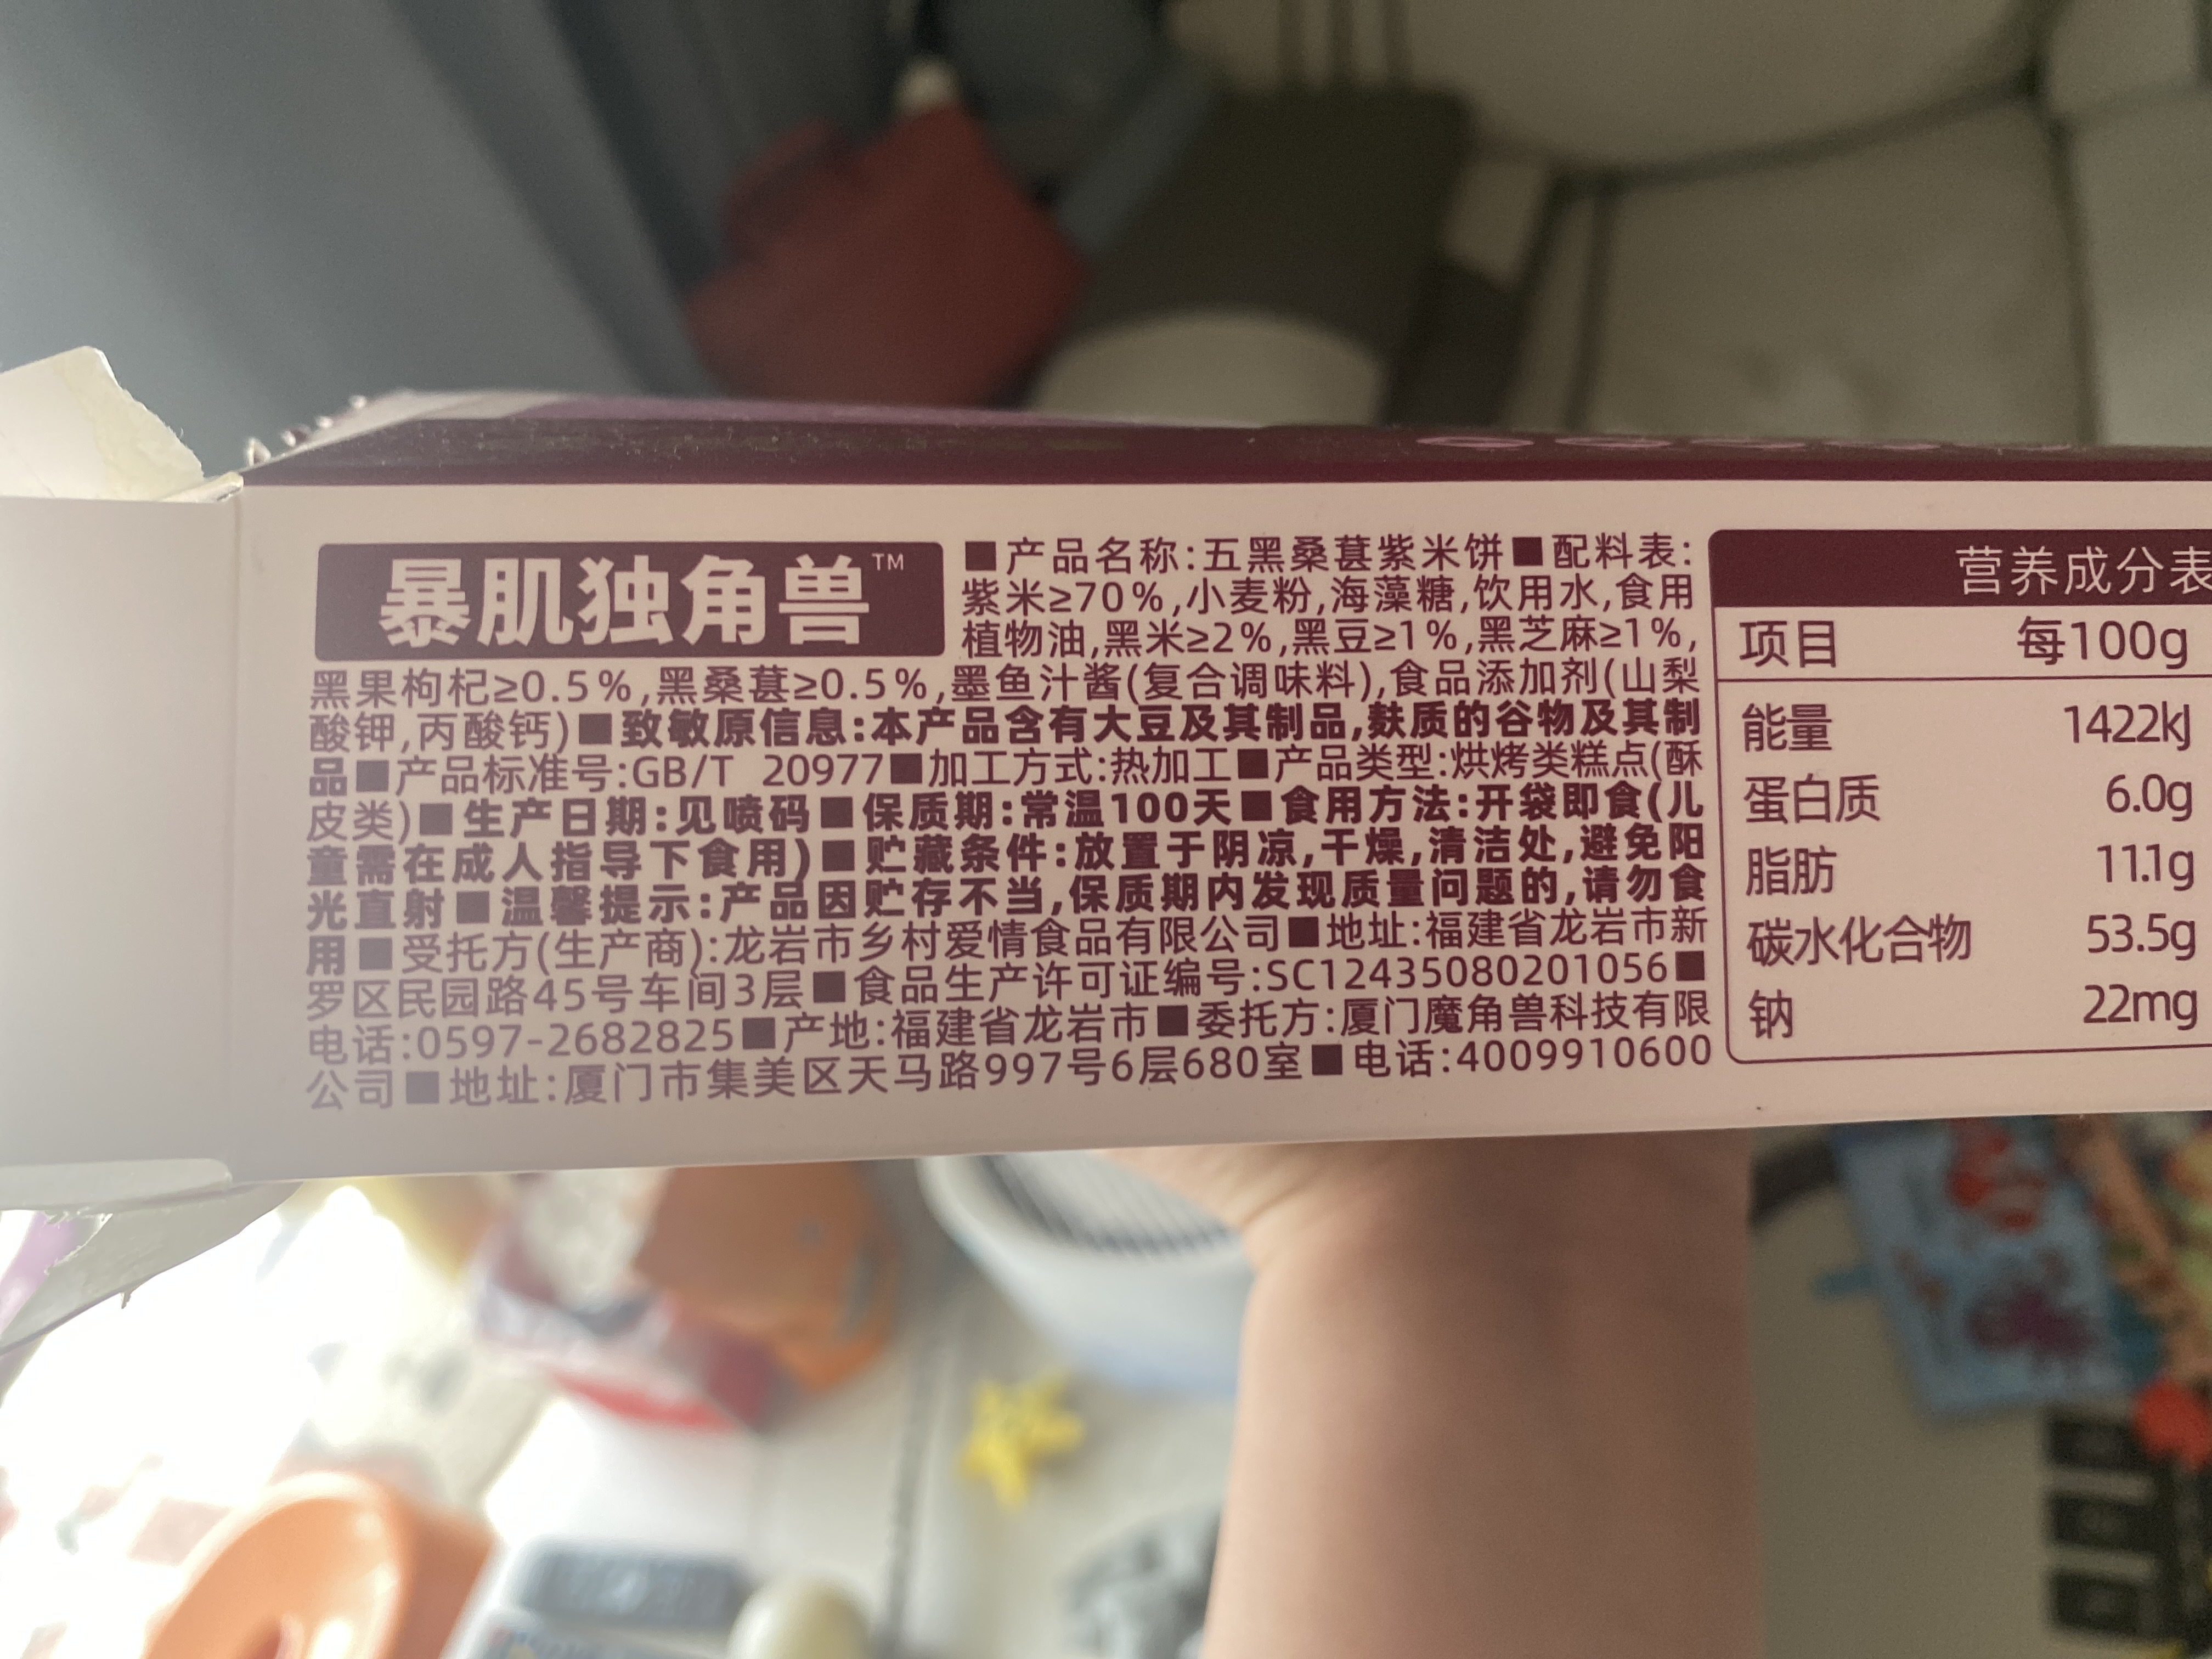 暴肌独角兽™
■产品名称:五黑桑葚紫米饼■配料表:
紫米≥70%,小麦粉,海藻糖,饮用水,食用
植物油,黑米≥2%,黑豆≥1%,黑芝麻≥1%,
黑果枸杞≥0.5%,黑桑葚≥0.5%,墨鱼汁酱(复合调味料),食品添加剂(山梨
酸钾,丙酸钙)■致敏原信息:本产品含有大豆及其制品,麸质的谷物及其制
品■产品标准号:GB/T 20977■加工方式:热加工■产品类型:烘烤类糕点(酥
皮类)■生产日期:见喷码■保质期:常温100天■食用方法:开袋即食(儿
童需在成人指导下食用)■贮藏条件:放置于阴凉,干燥,清洁处,避免阳
光直射■温馨提示:产品因贮存不当,保质期内发现质量问题的,请勿食
用■受托方(生产商):龙岩市乡村爱情食品有限公司■地址:福建省龙岩市新
罗区民园路45号车间3层■食品生产许可证编号:SC12435080201056■
电话:0597-2682825■产地:福建省龙岩市■委托方:厦门魔角兽科技有限
公司■地址:厦门市集美区天马路997号6层680室■电话:4009910600
营养成分表
项目 每100g
能量 1422kJ
蛋白质 6.0g
脂肪 11.1g
碳水化合物 53.5g
钠 22mg